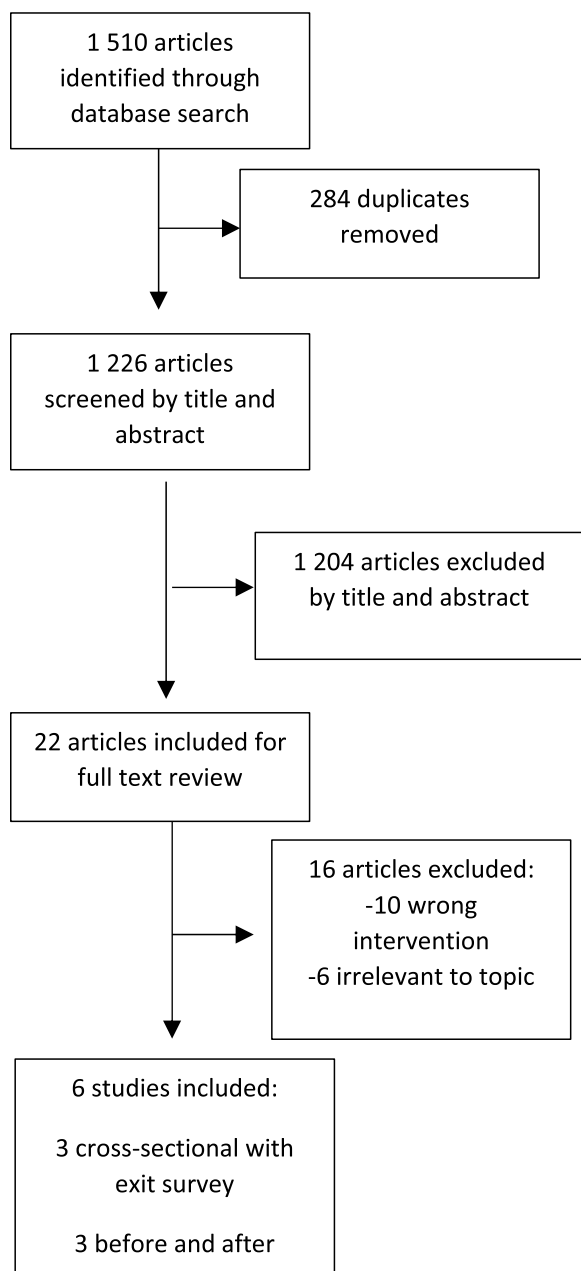 1 510 articles
identified through
database search
284 duplicates
removed
1 226 articles
screened by title and
abstract
1 204 articles excluded
by title and abstract
22 articles included for
full text review
16 articles excluded:
-10 wrong
intervention
-6 irrelevant to topic
6 studies included:
3 cross-sectional with
exit survey
3 before and after